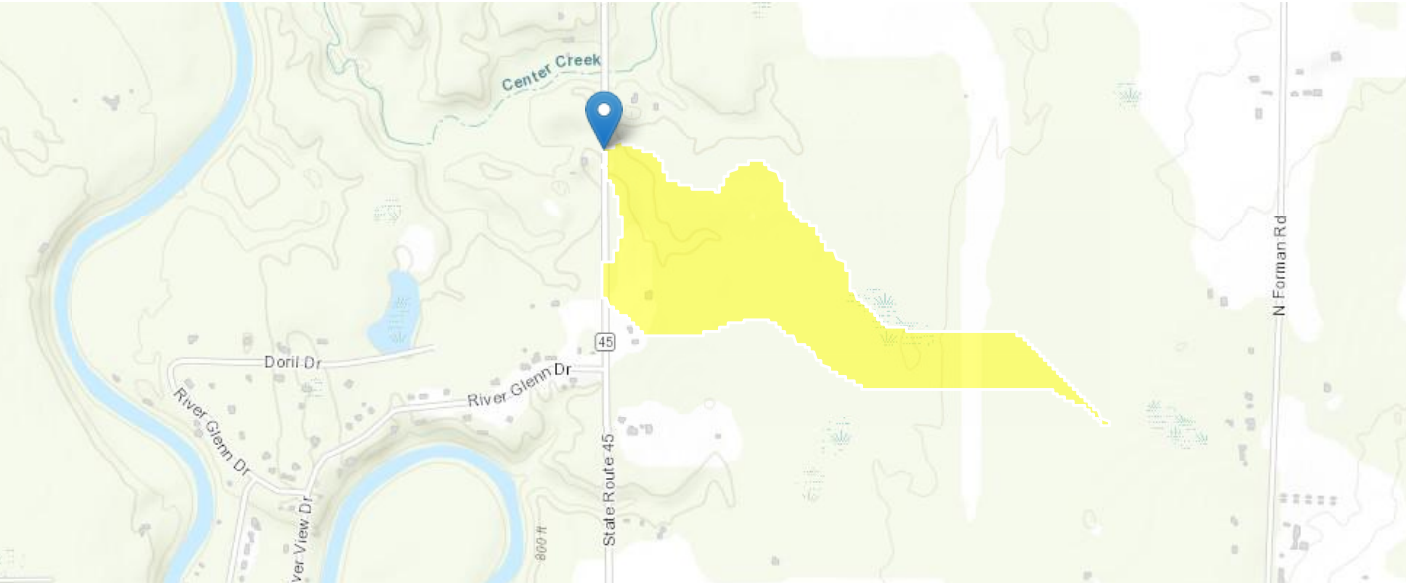 Center Creek
N Forman Rd
45
Doril Dr
River Glenn Dr
River Glenn Dr
State Route 45
ver View Dr
800 ft